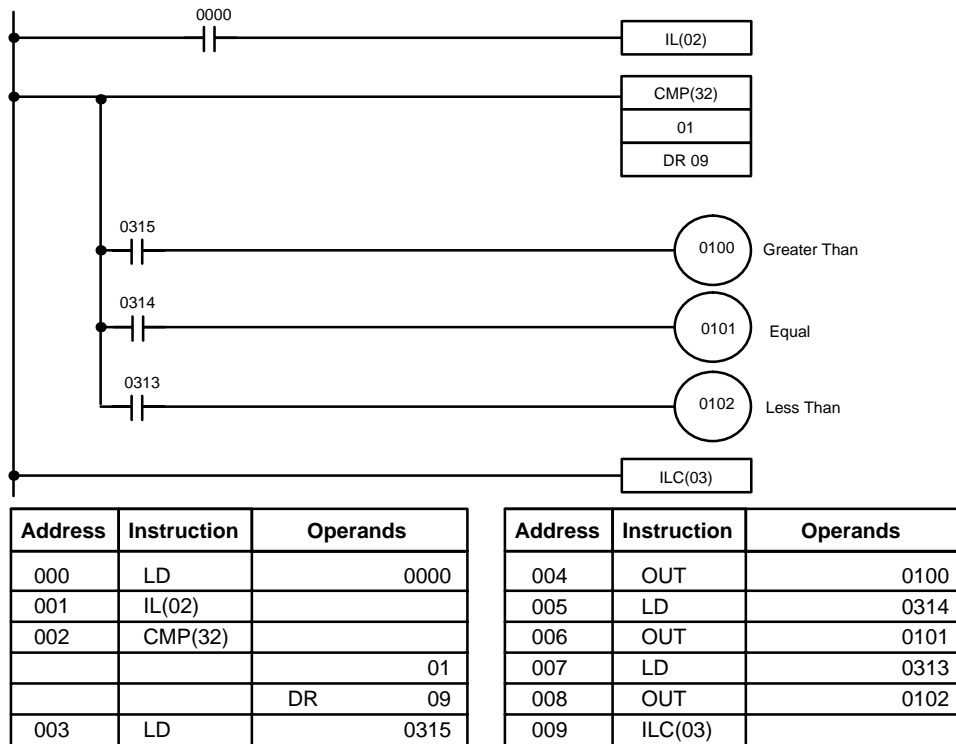 0000
IL(02)
CMP(32)
01
DR 09
0315
0100 Greater Than
0314
0101 Equal
0313
0102 Less Than
ILC(03)
Address Instruction Operands
000 LD 0000
001 IL(02)
002 CMP(32)
01
DR 09
003 LD 0315
Address Instruction Operands
004 OUT 0100
005 LD 0314
006 OUT 0101
007 LD 0313
008 OUT 0102
009 ILC(03)